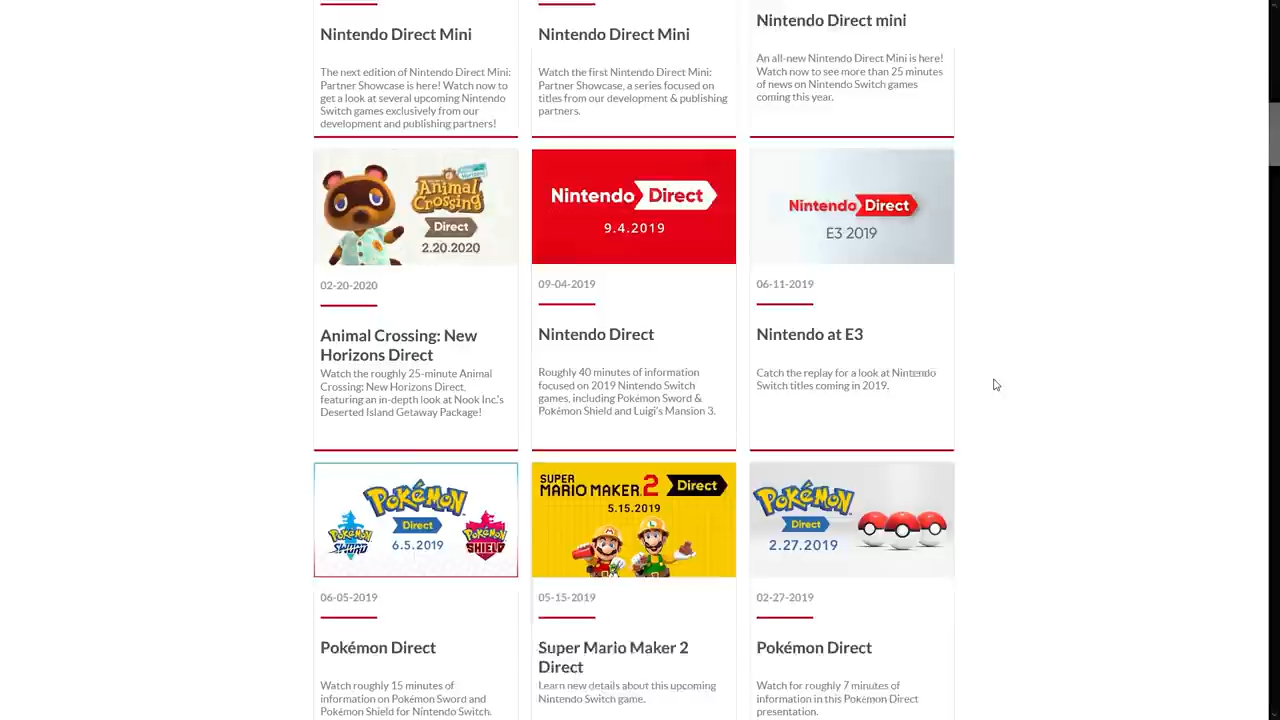 Nintendo Direct Mini
The next edition of Nintendo Direct Mini:
Partner Showcase is here! Watch now to
get a look at several upcoming Nintendo
Switch games exclusively from our
development and publishing partners!
Nintendo Direct Mini
Watch the first Nintendo Direct Mini:
Partner Showcase, a series focused on
titles from our development & publishing
partners.
Nintendo Direct mini
An all-new Nintendo Direct Mini is here!
Watch now to see more than 25 minutes
of news on Nintendo Switch games
coming this year.
Animal
Crossing
Direct
2.20.2020
02-20-2020
Animal Crossing: New
Horizons Direct
Watch the roughly 25-minute Animal
Crossing: New Horizons Direct,
featuring an in-depth look at Nook Inc.'s
Deserted Island Getaway Package!
Nintendo Direct
9.4.2019
09-04-2019
Nintendo Direct
Roughly 40 minutes of information
focused on 2019 Nintendo Switch
games, including Pokémon Sword &
Pokémon Shield and Luigi's Mansion 3.
Nintendo Direct
E3 2019
06-11-2019
Nintendo at E3
Catch the replay for a look at Nintendo
Switch titles coming in 2019.
POKéMON
Direct
POKéMON
SWORD
6.5.2019
POKéMON
SHIELD
06-05-2019
Pokémon Direct
Watch roughly 15 minutes of
information on Pokémon Sword and
Pokémon Shield for Nintendo Switch.
SUPER
MARIO MAKER 2 Direct
5.15.2019
05-15-2019
Super Mario Maker 2
Direct
Learn new details about this upcoming
Nintendo Switch game.
POKéMON
Direct
2.27.2019
02-27-2019
Pokémon Direct
Watch for roughly 7 minutes of
information in this Pokémon Direct
presentation.